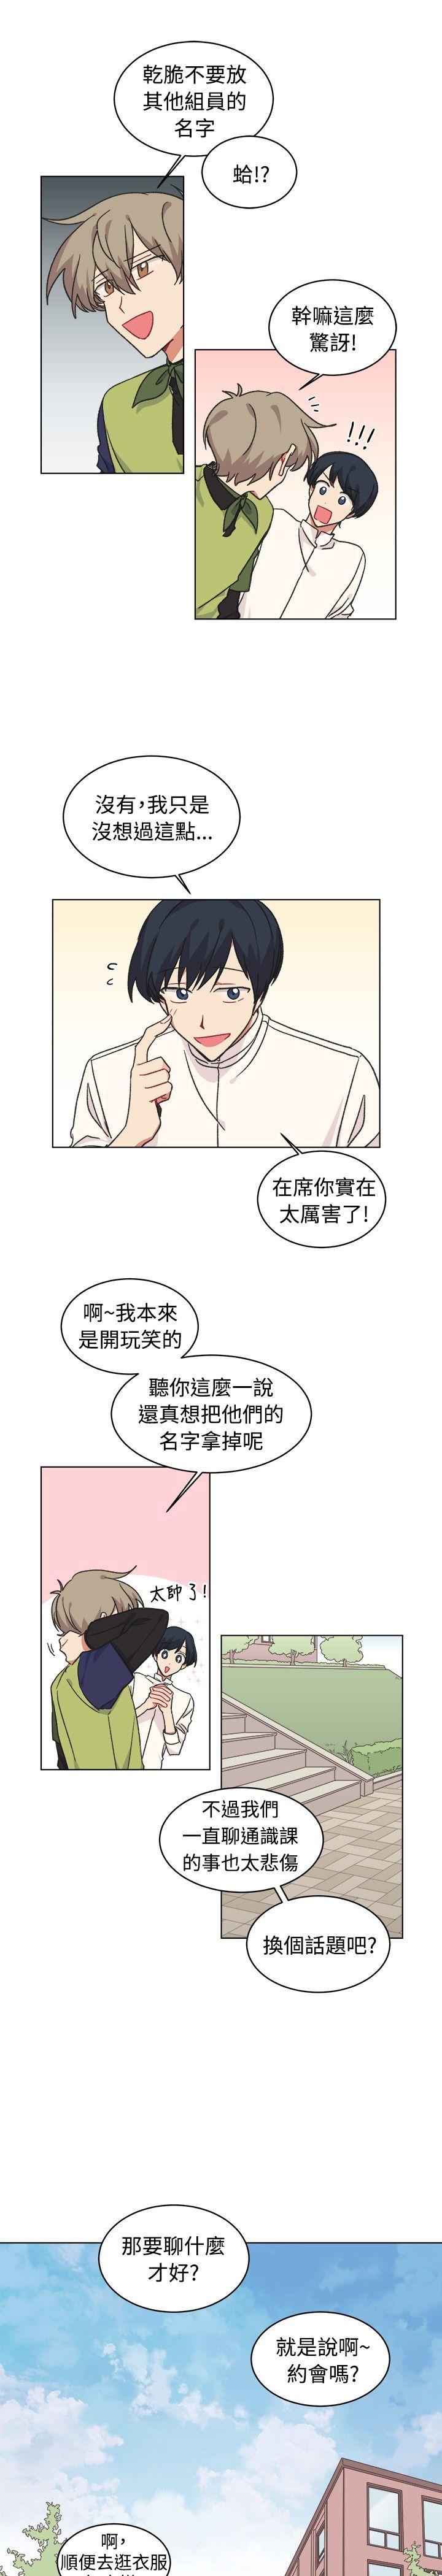 乾脆不要放
其他組員的
名字
蛤!?
幹嘛這麼
驚訝!
!!!
沒有,我只是
沒想過這點...
在席你實在
太厲害了!
啊~我本來
是開玩笑的
聽你這麼一說
還真想把他們的
名字拿掉呢
太帥了!
不過我們
一直聊通識課
的事也太悲傷
換個話題吧?
那要聊什麼
才好?
就是說啊~
約會嗎?
啊,
順便去逛衣服